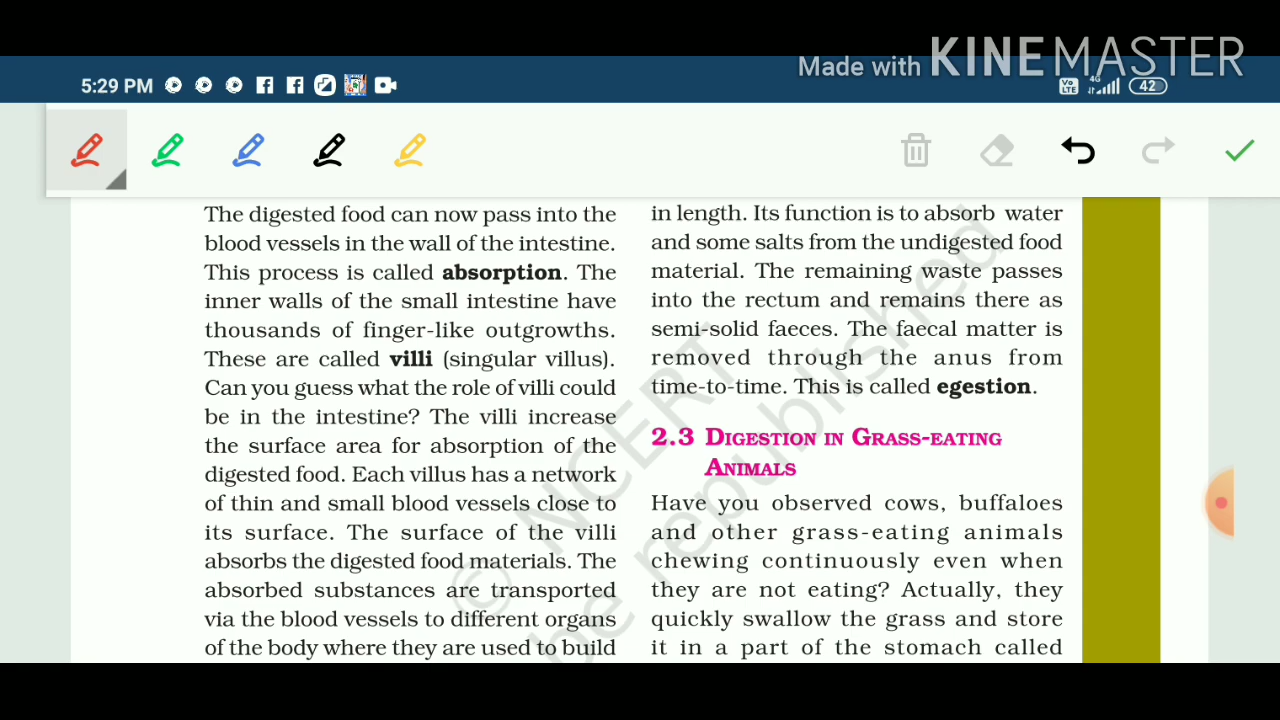 Made with KINEMASTER
5:29 PM
Vo LTE 4G 42
The digested food can now pass into the
blood vessels in the wall of the intestine.
This process is called absorption. The
inner walls of the small intestine have
thousands of finger-like outgrowths.
These are called villi (singular villus).
Can you guess what the role of villi could
be in the intestine? The villi increase
the surface area for absorption of the
digested food. Each villus has a network
of thin and small blood vessels close to
its surface. The surface of the villi
absorbs the digested food materials. The
absorbed substances are transported
via the blood vessels to different organs
of the body where they are used to build
in length. Its function is to absorb water
and some salts from the undigested food
material. The remaining waste passes
into the rectum and remains there as
semi-solid faeces. The faecal matter is
removed through the anus from
time-to-time. This is called egestion.
2.3 DIGESTION IN GRASS-EATING
ANIMALS
Have you observed cows, buffaloes
and other grass-eating animals
chewing continuously even when
they are not eating? Actually, they
quickly swallow the grass and store
it in a part of the stomach called
© NCERT
be republished